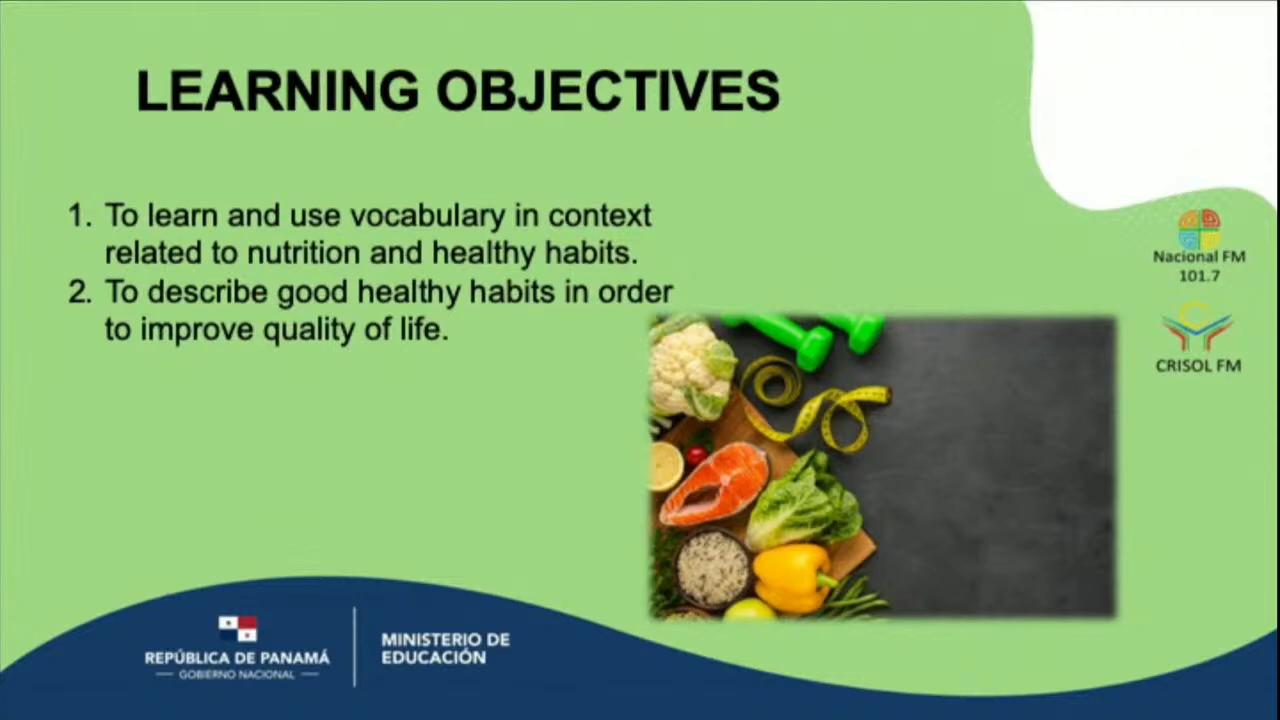 LEARNING OBJECTIVES
1. To learn and use vocabulary in context
related to nutrition and healthy habits.
2. To describe good healthy habits in order
to improve quality of life.
Nacional FM
101.7
CRISOL FM
REPÚBLICA DE PANAMÁ
— GOBIERNO NACIONAL —
MINISTERIO DE
EDUCACIÓN